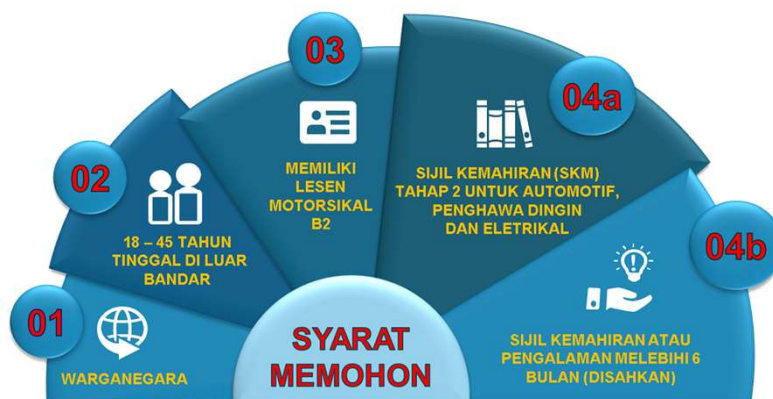 01
WARGANEGARA
02
18 – 45 TAHUN
TINGGAL DI LUAR
BANDAR
03
MEMILIKI
LESEN
MOTORSIKAL
B2
04a
SIJIL KEMAHIRAN (SKM)
TAHAP 2 UNTUK AUTOMOTIF,
PENGHAWA DINGIN
DAN ELETRIKAL
04b
SIJIL KEMAHIRAN ATAU
PENGALAMAN MELEBIHI 6
BULAN (DISAHKAN)
SYARAT
MEMOHON